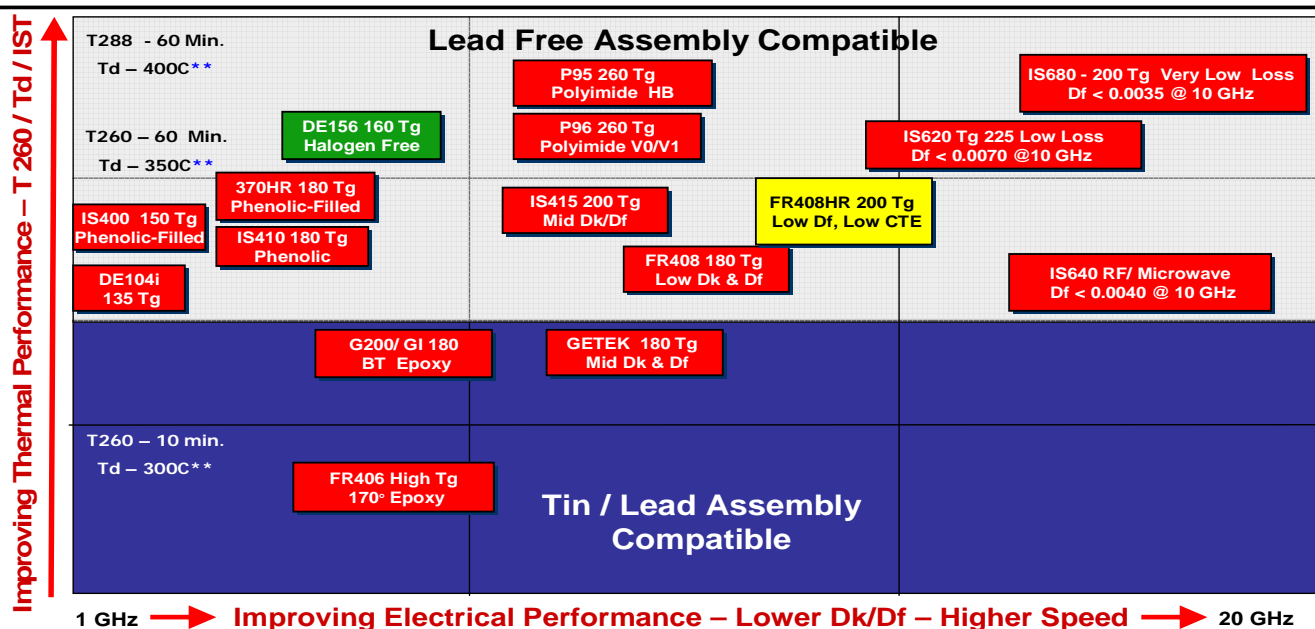 Improving Thermal Performance – T 260 / Td / IST
Lead Free Assembly Compatible
T288 - 60 Min.
Td – 400C**
P95 260 Tg
Polyimide HB
IS680 - 200 Tg Very Low Loss
Df < 0.0035 @ 10 GHz
T260 – 60 Min.
Td – 350C**
DE156 160 Tg
Halogen Free
P96 260 Tg
Polyimide V0/V1
IS620 Tg 225 Low Loss
Df < 0.0070 @10 GHz
370HR 180 Tg
Phenolic-Filled
IS400 150 Tg
Phenolic-Filled
IS410 180 Tg
Phenolic
IS415 200 Tg
Mid Dk/Df
FR408HR 200 Tg
Low Df, Low CTE
DE104i
135 Tg
FR408 180 Tg
Low Dk & Df
IS640 RF/ Microwave
Df < 0.0040 @ 10 GHz
G200/ GI 180
BT Epoxy
GETEK 180 Tg
Mid Dk & Df
T260 – 10 min.
Td – 300C**
FR406 High Tg
170° Epoxy
Tin / Lead Assembly
Compatible
1 GHz Improving Electrical Performance – Lower Dk/Df – Higher Speed 20 GHz